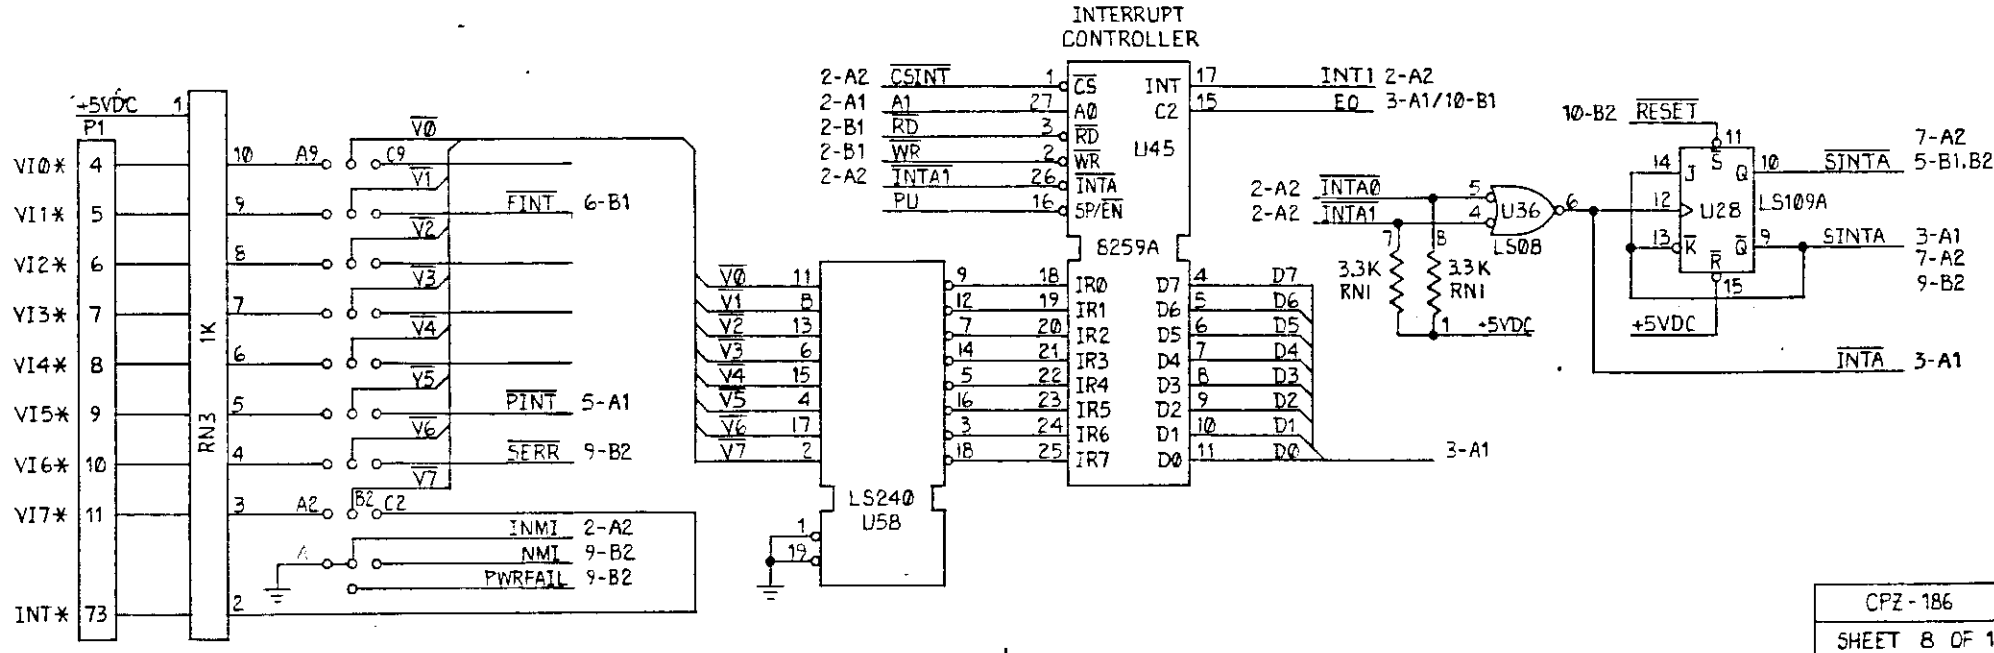 INTERRUPT
CONTROLLER
+5VDC 1
P1
VI0* 4 10 A9 C9
V0
VI1* 5 9 V1 FINT 6-B1
VI2* 6 8 V2
VI3* 7 7 V3
VI4* 8 6 V4
VI5* 9 5 V5 PINT 5-A1
VI6* 10 4 V6 SERR 9-B2
VI7* 11 3 A2 B2 C2 V7
RN3 1K
INMI 2-A2
A NMI 9-B2
PWRFAIL 9-B2
INT* 73 2
2-A2 CSINT 1 CS
2-A1 A1 27 A0
2-B1 RD 3 RD
2-B1 WR 2 WR
2-A2 INTA1 26 INTA
PU 16 SP/EN
INT 17 INT1 2-A2
C2 15 EO 3-A1/10-B1
U45
8259A
V0 11 9 18 IR0 D7 4 D7
V1 8 12 19 IR1 D6 5 D6
V2 13 7 20 IR2 D5 6 D5
V3 6 14 21 IR3 D4 7 D4
V4 15 5 22 IR4 D3 8 D3
V5 4 16 23 IR5 D2 9 D2
V6 17 3 24 IR6 D1 10 D1
V7 2 18 25 IR7 D0 11 D0 3-A1
LS240
U58
1
19
2-A2 INTA0 5
2-A2 INTA1 4
U36 6
LS08
7 8
3.3K
RN1
3.3K
RN1
1 +5VDC
10-B2 RESET 11
14 J S Q 10 SINTA 7-A2
5-B1,B2
12 U28 LS109A
13 K Q 9 SINTA 3-A1
7-A2
9-B2
R
15
+5VDC
INTA 3-A1
CPZ-186
SHEET 8 OF 1